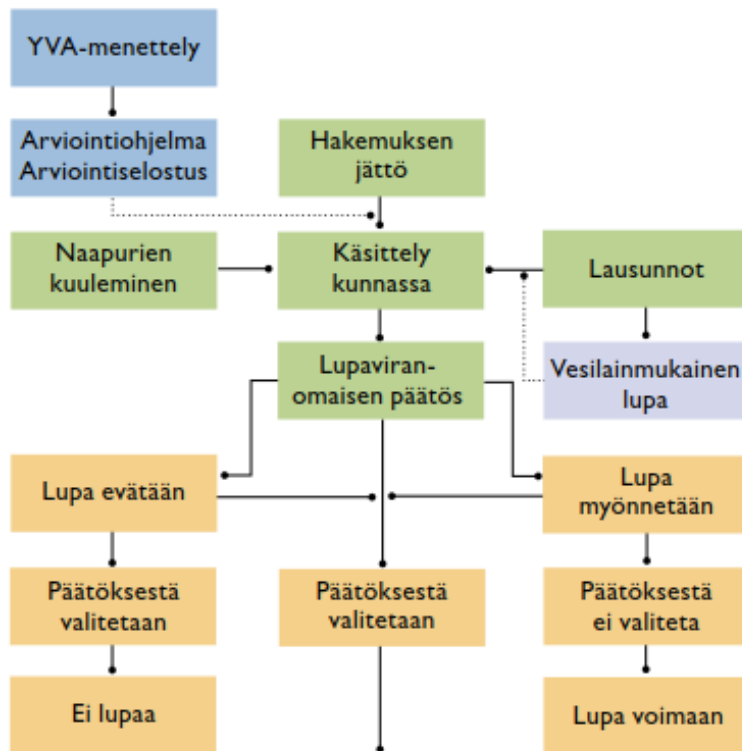 YVA-menettely
Arviointiohjelma
Arviointiselostus
Hakemuksen
jättö
Naapurien
kuuleminen
Käsittely
kunnassa
Lausunnot
Lupaviran-
omaisen päätös
Vesilainmukainen
lupa
Lupa evätään
Lupa
myönnetään
Päätöksestä
valitetaan
Päätöksestä
valitetaan
Päätöksestä
ei valiteta
Ei lupaa
Lupa voimaan